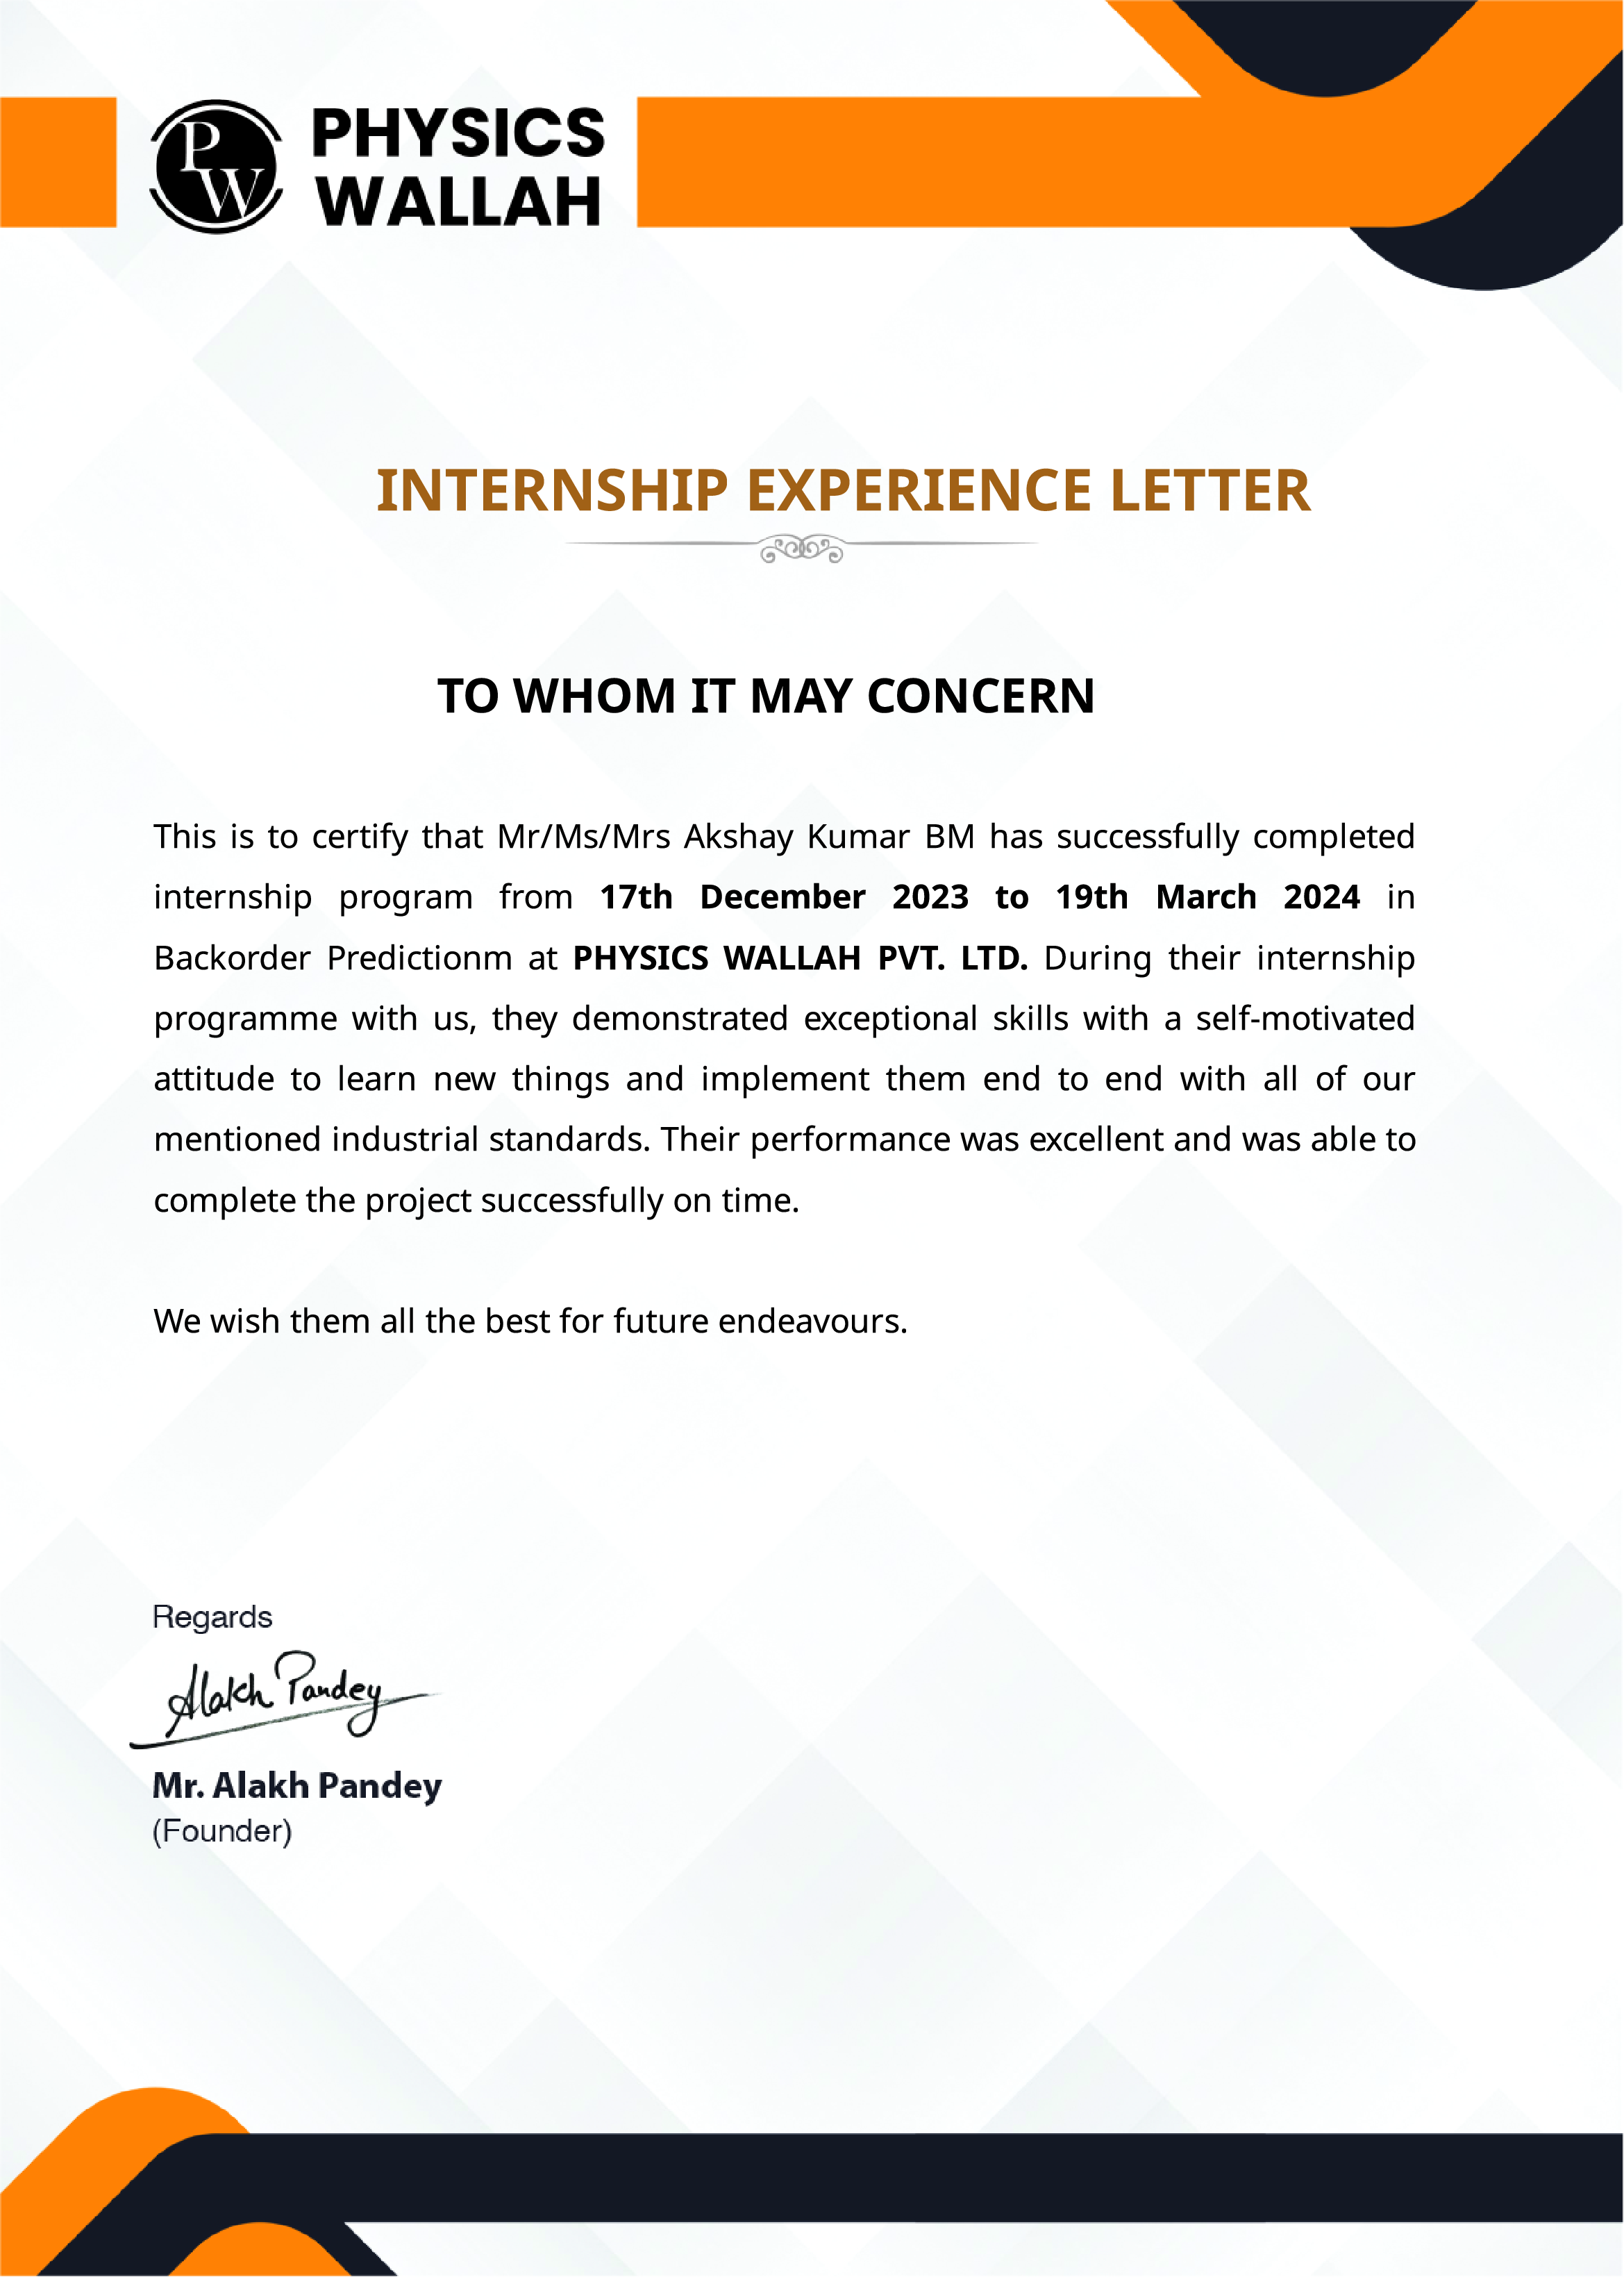 PHYSICS
WALLAH
PW
INTERNSHIP EXPERIENCE LETTER
TO WHOM IT MAY CONCERN
This is to certify that Mr/Ms/Mrs Akshay Kumar BM has successfully completed
internship program from 17th December 2023 to 19th March 2024 in
Backorder Predictionm at PHYSICS WALLAH PVT. LTD. During their internship
programme with us, they demonstrated exceptional skills with a self-motivated
attitude to learn new things and implement them end to end with all of our
mentioned industrial standards. Their performance was excellent and was able to
complete the project successfully on time.
We wish them all the best for future endeavours.
Regards
Alakh Pandey
Mr. Alakh Pandey
(Founder)